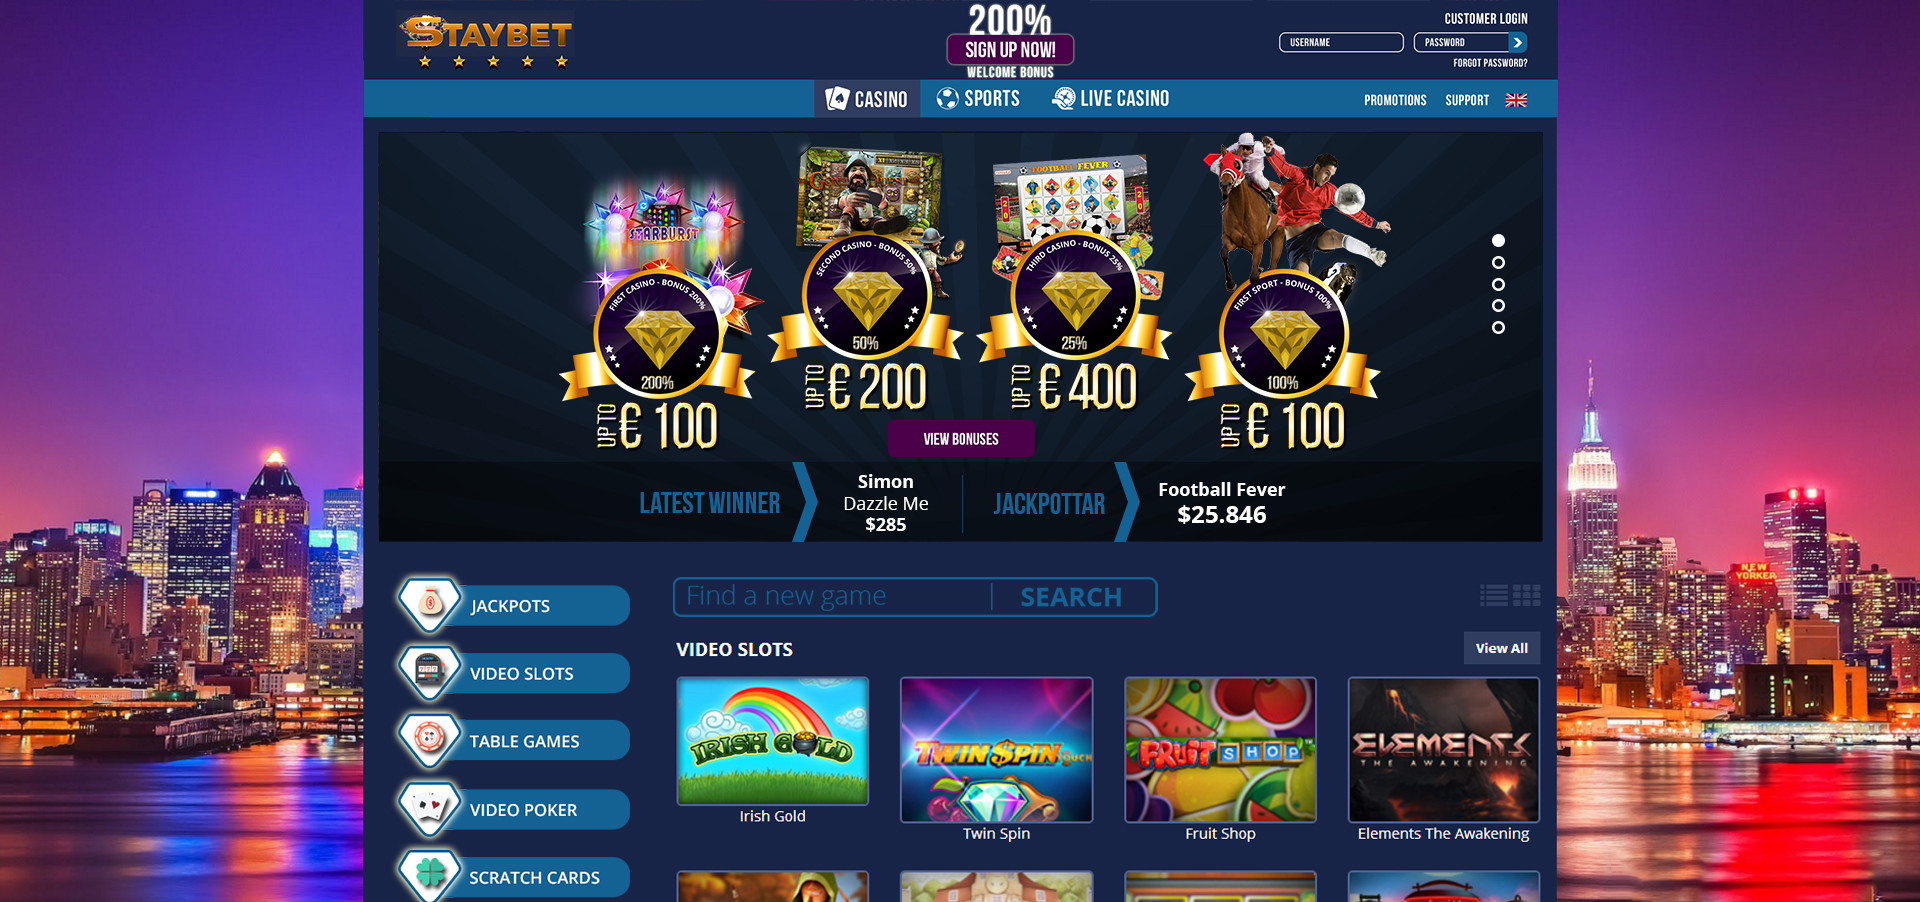 STAYBET
200%
SIGN UP NOW!
WELCOME BONUS
CUSTOMER LOGIN
USERNAME
PASSWORD
FORGOT PASSWORD?
CASINO
SPORTS
LIVE CASINO
PROMOTIONS
SUPPORT
STARBURST
FIRST CASINO - BONUS 200%
200%
UP TO
€ 100
SECOND CASINO - BONUS 50%
50%
UP TO
€ 200
FOOTBALL FEVER
THIRD CASINO - BONUS 25%
25%
UP TO
€ 400
FIRST SPORT - BONUS 100%
100%
UP TO
€ 100
VIEW BONUSES
LATEST WINNER
Simon
Dazzle Me
$285
JACKPOTTAR
Football Fever
$25.846
JACKPOTS
VIDEO SLOTS
TABLE GAMES
VIDEO POKER
SCRATCH CARDS
Find a new game
SEARCH
VIDEO SLOTS
View All
IRISH GOLD
Irish Gold
TWIN SPIN
TOUCH
Twin Spin
FRUIT SHOP
Fruit Shop
ELEMENTS
THE AWAKENING
Elements The Awakening
NEW
YORKER